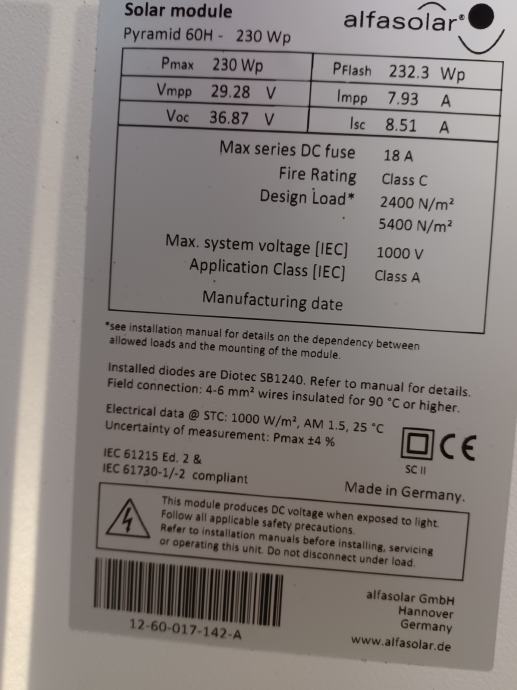 Solar module
alfasolar®
Pyramid 60H - 230 Wp
Pmax 230 Wp PFlash 232.3 Wp
Vmpp 29.28 V Impp 7.93 A
Voc 36.87 V Isc 8.51 A
Max series DC fuse 18 A
Fire Rating Class C
Design Load* 2400 N/m²
5400 N/m²
Max. system voltage [IEC] 1000 V
Application Class [IEC] Class A
Manufacturing date
*see installation manual for details on the dependency between
allowed loads and the mounting of the module.
Installed diodes are Diotec SB1240. Refer to manual for details.
Field connection: 4-6 mm² wires insulated for 90 °C or higher.
Electrical data @ STC: 1000 W/m², AM 1.5, 25 °C
Uncertainty of measurement: Pmax ±4 %
CE
SC II
IEC 61215 Ed. 2 &
IEC 61730-1/-2 compliant
Made in Germany.
This module produces DC voltage when exposed to light.
Follow all applicable safety precautions.
Refer to installation manuals before installing, servicing
or operating this unit. Do not disconnect under load.
12-60-017-142-A
alfasolar GmbH
Hannover
Germany
www.alfasolar.de